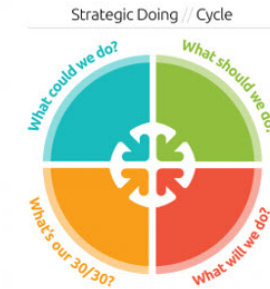 Strategic Doing // Cycle
What could we do?
What should we do?
What's our 30/30?
What will we do?